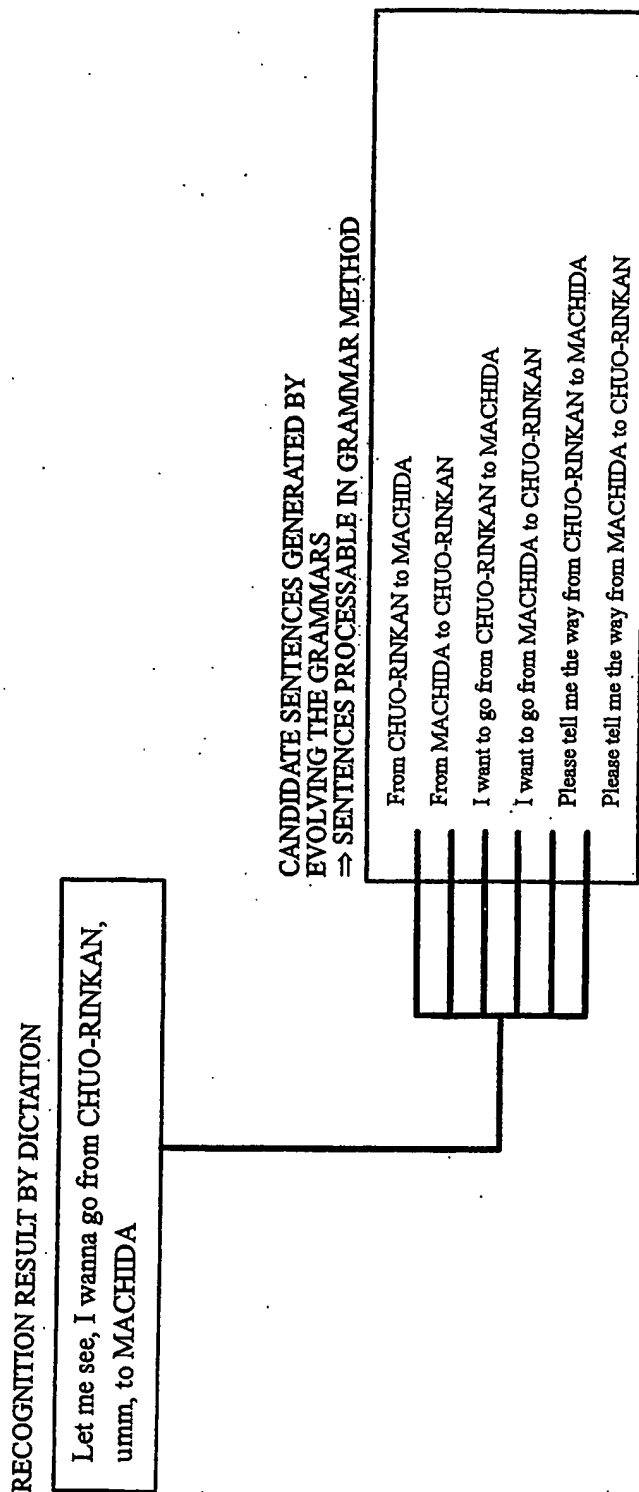 RECOGNITION RESULT BY DICTATION
Let me see, I wanna go from CHUO-RINKAN,
umm, to MACHIDA
CANDIDATE SENTENCES GENERATED BY
EVOLVING THE GRAMMARS
⇒ SENTENCES PROCESSABLE IN GRAMMAR METHOD
From CHUO-RINKAN to MACHIDA
From MACHIDA to CHUO-RINKAN
I want to go from CHUO-RINKAN to MACHIDA
I want to go from MACHIDA to CHUO-RINKAN
Please tell me the way from CHUO-RINKAN to MACHIDA
Please tell me the way from MACHIDA to CHUO-RINKAN